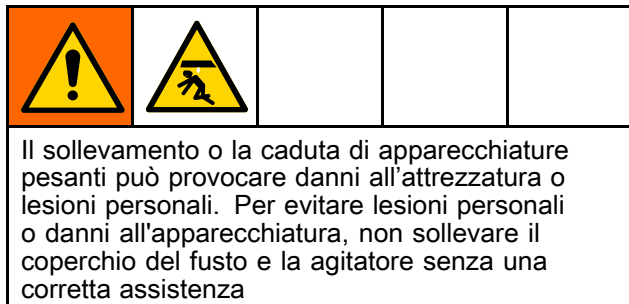 Il sollevamento o la caduta di apparecchiature
pesanti può provocare danni all’attrezzatura o
lesioni personali. Per evitare lesioni personali
o danni all'apparecchiatura, non sollevare il
coperchio del fusto e la agitatore senza una
corretta assistenza